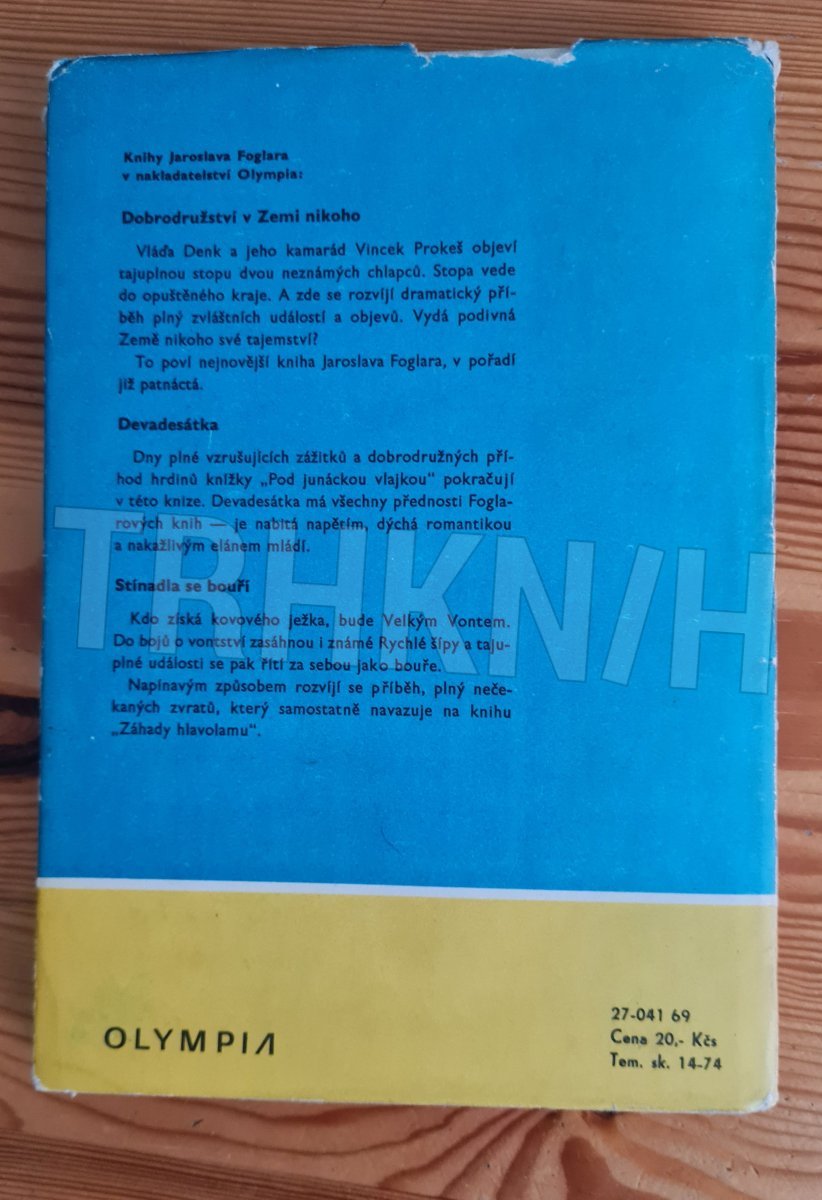 Knihy Jaroslava Foglara
v nakladatelství Olympia:
Dobrodružství v Zemi nikoho
Vláďa Denk a jeho kamarád Vincek Prokeš objeví
tajuplnou stopu dvou neznámých chlapců. Stopa vede
do opuštěného kraje. A zde se rozvíjí dramatický pří-
běh plný zvláštních událostí a objevů. Vydá podivná
Země nikoho své tajemství?
To poví nejnovější kniha Jaroslava Foglara, v pořadí
již patnáctá.
Devadesátka
Dny plné vzrušujících zážitků a dobrodružných pří-
hod hrdinů knížky „Pod junáckou vlajkou“ pokračují
v této knize. Devadesátka má všechny přednosti Fogla-
rových knih — je nabitá napětím, dýchá romantikou
a nakažlivým elánem mládí.
TRHKN/H
Stínadla se bouří
Kdo získá kovového ježka, bude Velkým Vontem.
Do bojů o vontství zasáhnou i známé Rychlé šípy a taju-
plné události se pak řítí za sebou jako bouře.
Napínavým způsobem rozvíjí se příběh, plný neče-
kaných zvratů, který samostatně navazuje na knihu
„Záhady hlavolamu“.
OLYMPIA
27-041 69
Cena 20,- Kčs
Tem. sk. 14-74